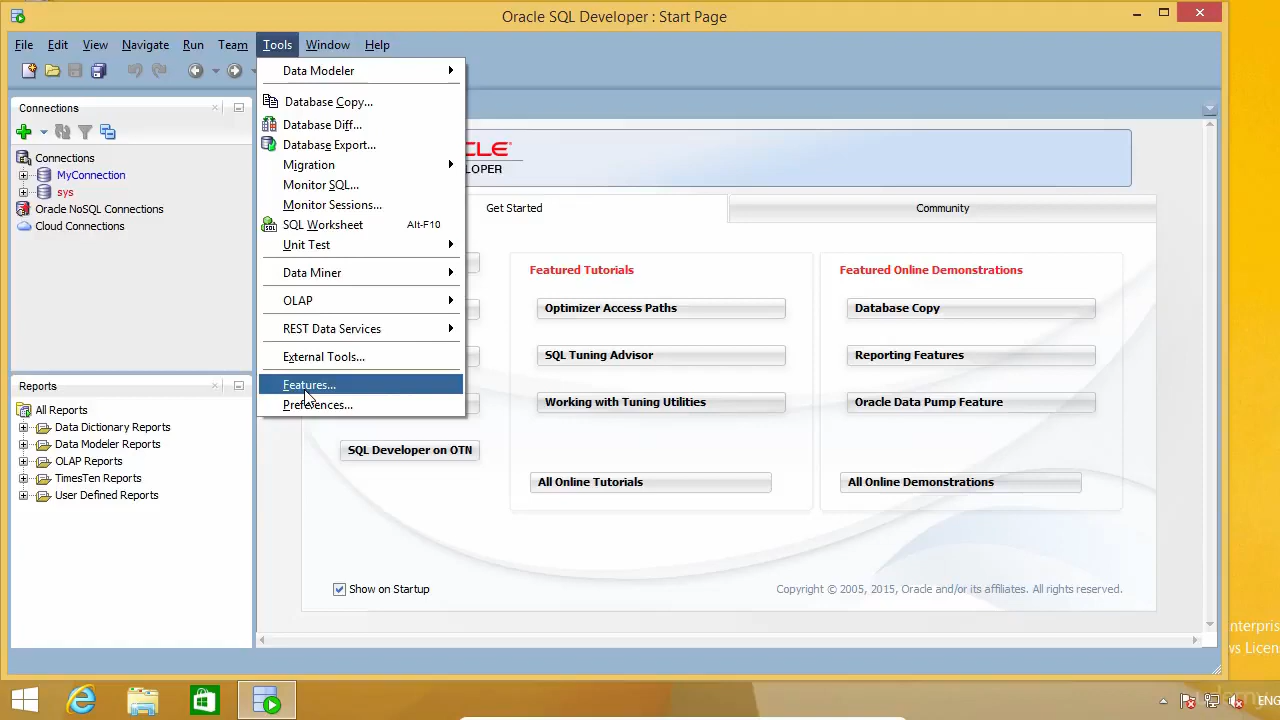 Oracle SQL Developer : Start Page
File Edit View Navigate Run Team Tools Window Help
Connections
Connections
MyConnection
sys
Oracle NoSQL Connections
Cloud Connections
Reports
All Reports
Data Dictionary Reports
Data Modeler Reports
OLAP Reports
TimesTen Reports
User Defined Reports
Data Modeler
Database Copy...
Database Diff...
Database Export...
Migration
Monitor SQL...
Monitor Sessions...
SQL Worksheet Alt-F10
Unit Test
Data Miner
OLAP
REST Data Services
External Tools...
Features...
Preferences...
CLE®
LOPER
Get Started
Community
Featured Tutorials
Optimizer Access Paths
SQL Tuning Advisor
Working with Tuning Utilities
All Online Tutorials
Featured Online Demonstrations
Database Copy
Reporting Features
Oracle Data Pump Feature
All Online Demonstrations
SQL Developer on OTN
Show on Startup
Copyright © 2005, 2015, Oracle and/or its affiliates. All rights reserved.
nterpris
ws Licen
ENG